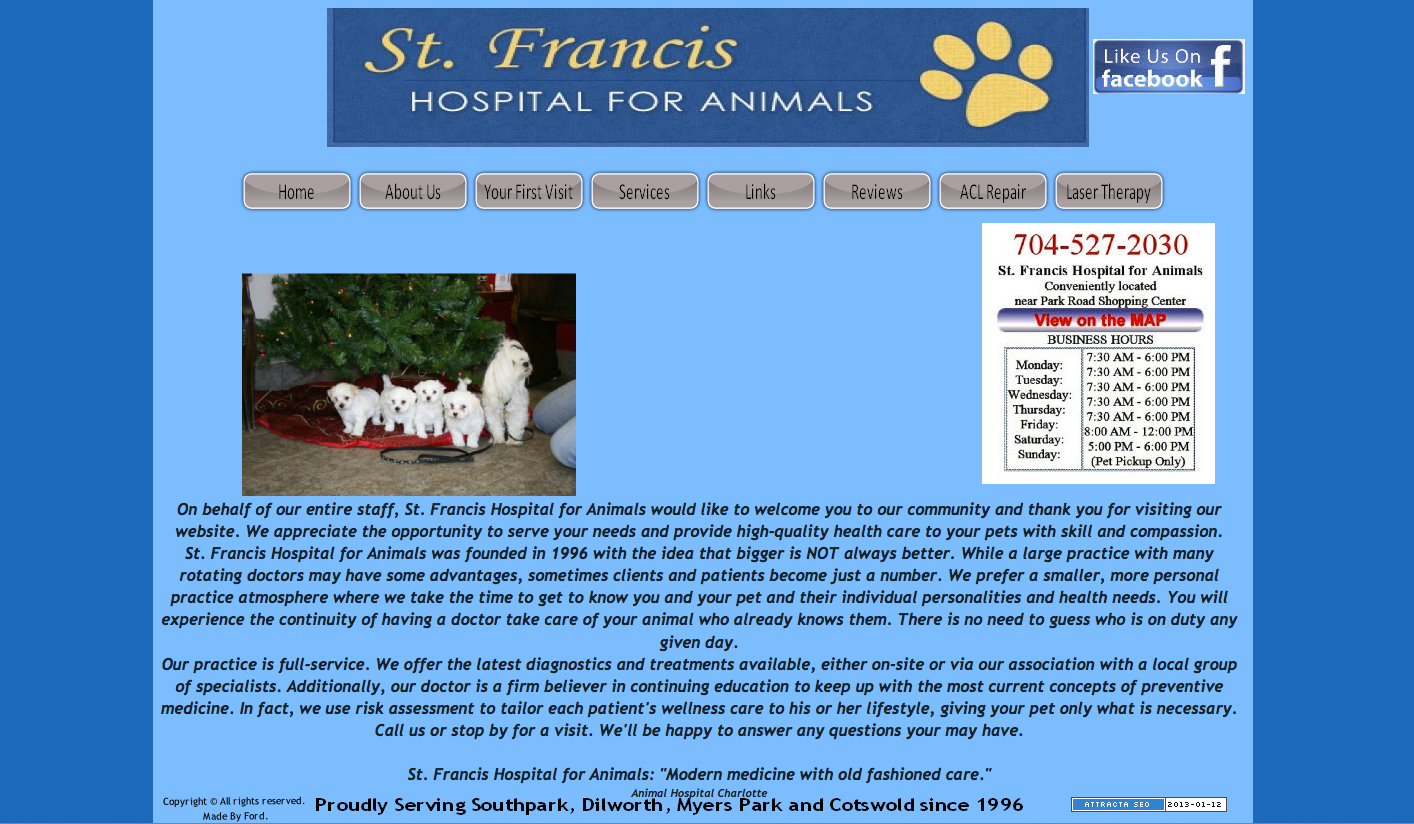 St. Francis
HOSPITAL FOR ANIMALS
Like Us On
facebook f
Home About Us Your First Visit Services Links Reviews ACL Repair Laser Therapy
704-527-2030
St. Francis Hospital for Animals
Conveniently located
near Park Road Shopping Center
View on the MAP
BUSINESS HOURS
Monday: 7:30 AM - 6:00 PM
Tuesday: 7:30 AM - 6:00 PM
Wednesday: 7:30 AM - 6:00 PM
Thursday: 7:30 AM - 6:00 PM
Friday: 7:30 AM - 6:00 PM
Saturday: 8:00 AM - 12:00 PM
Sunday: 5:00 PM - 6:00 PM
(Pet Pickup Only)
On behalf of our entire staff, St. Francis Hospital for Animals would like to welcome you to our community and thank you for visiting our
website. We appreciate the opportunity to serve your needs and provide high-quality health care to your pets with skill and compassion.
St. Francis Hospital for Animals was founded in 1996 with the idea that bigger is NOT always better. While a large practice with many
rotating doctors may have some advantages, sometimes clients and patients become just a number. We prefer a smaller, more personal
practice atmosphere where we take the time to get to know you and your pet and their individual personalities and health needs. You will
experience the continuity of having a doctor take care of your animal who already knows them. There is no need to guess who is on duty any
given day.
Our practice is full-service. We offer the latest diagnostics and treatments available, either on-site or via our association with a local group
of specialists. Additionally, our doctor is a firm believer in continuing education to keep up with the most current concepts of preventive
medicine. In fact, we use risk assessment to tailor each patient's wellness care to his or her lifestyle, giving your pet only what is necessary.
Call us or stop by for a visit. We'll be happy to answer any questions your may have.
St. Francis Hospital for Animals: "Modern medicine with old fashioned care."
Animal Hospital Charlotte
Copyright © All rights reserved.
Made By Ford.
Proudly Serving Southpark, Dilworth, Myers Park and Cotswold since 1996
ATTRACTA SEO 2013-01-12